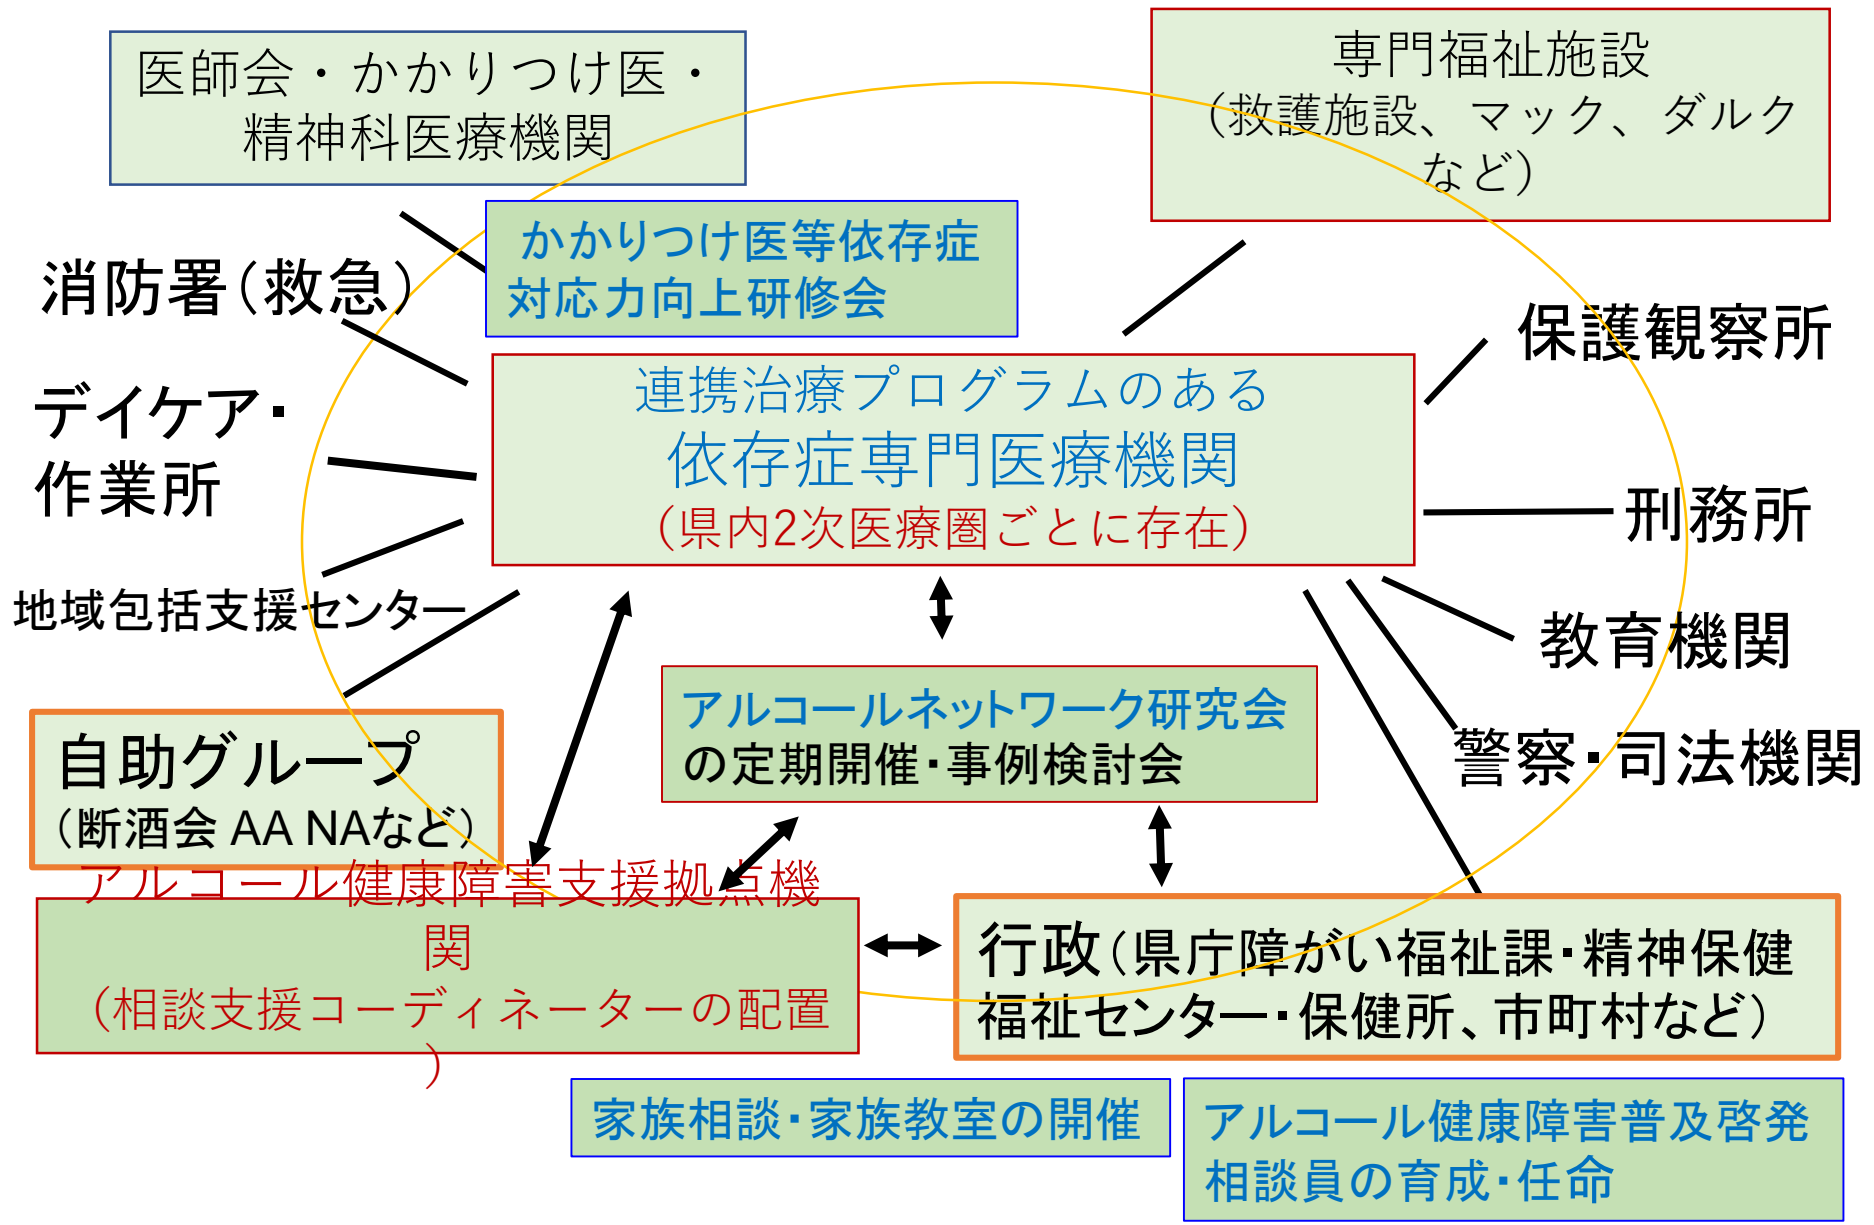 医師会・かかりつけ医・
精神科医療機関
専門福祉施設
（救護施設、マック、ダルク
など）
かかりつけ医等依存症
対応力向上研修会
消防署（救急）
保護観察所
連携治療プログラムのある
依存症専門医療機関
（県内2次医療圏ごとに存在）
デイケア・
作業所
刑務所
地域包括支援センター
教育機関
アルコールネットワーク研究会
の定期開催・事例検討会
警察・司法機関
自助グループ
（断酒会 AA NAなど）
アルコール健康障害支援拠点機
関
（相談支援コーディネーターの配置
）
行政（県庁障がい福祉課・精神保健
福祉センター・保健所、市町村など）
家族相談・家族教室の開催
アルコール健康障害普及啓発
相談員の育成・任命